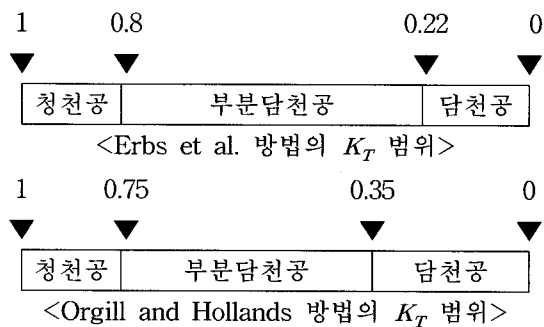 1 0.8 0.22 0
청천공 부분담천공 담천공
<Erbs et al. 방법의 K_T 범위>
1 0.75 0.35 0
청천공 부분담천공 담천공
<Orgill and Hollands 방법의 K_T 범위>